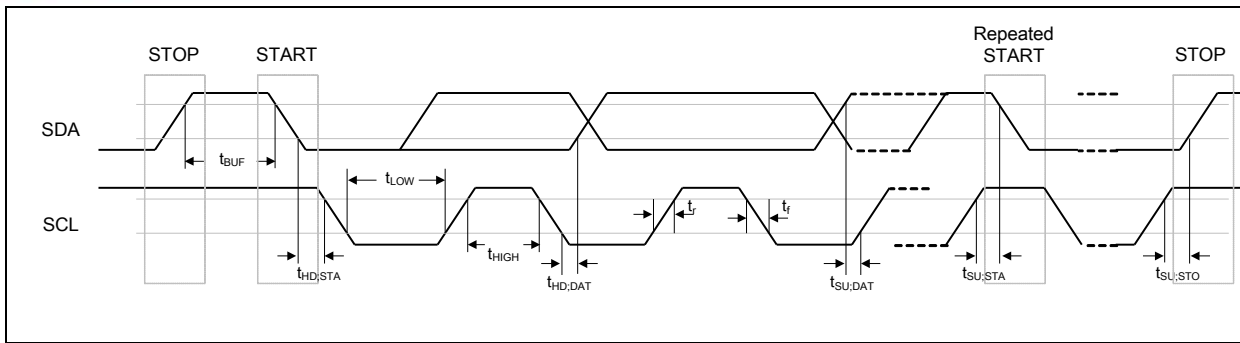 STOP
START
Repeated
START
STOP
SDA
tBUF
tLOW
SCL
tr
tf
tHD;STA
tHIGH
tHD;DAT
tSU;DAT
tSU;STA
tSU;STO